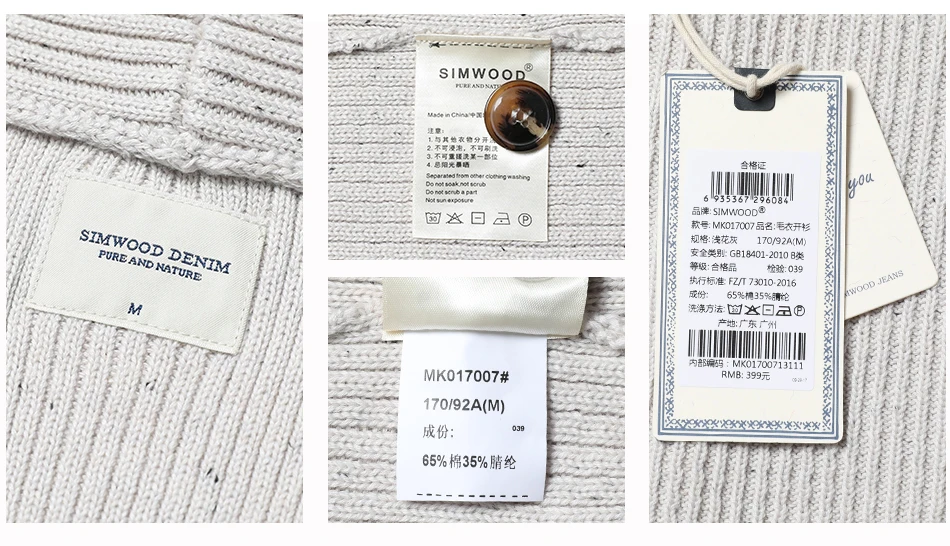 SIMWOOD DENIM
PURE AND NATURE
M
SIMWOOD®
PURE AND
Made in China/中国
注意:
1. 与其他衣物分开
2. 不可浸泡，不可刷洗
3. 不可重搓洗某一部位
4. 忌阳光暴晒
Separated from other clothing washing
Do not soak,not scrub
Do not scrub a part
Not sun exposure
30
P
MK017007#
170/92A(M)
成份:
039
65%棉35%腈纶
合格证
6 935367 296084
品牌: SIMWOOD®
款号: MK017007 品名:毛衣开衫
规格: 浅花灰 170/92A(M)
安全类别: GB18401-2010 B类
等级: 合格品 检验: 039
执行标准: FZ/T 73010-2016
成份: 65%棉35%腈纶
洗涤方法:
产地: 广东 广州
内部编码: MK01700713111
RMB: 399元
you
MWOOD JEANS